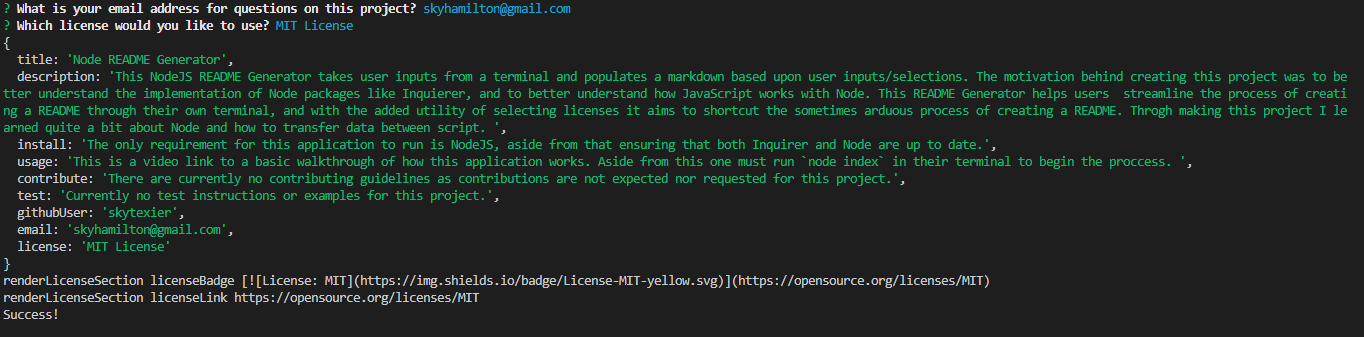 ? What is your email address for questions on this project? skyhamilton@gmail.com
? Which license would you like to use? MIT License
{
  title: 'Node README Generator',
  description: 'This NodeJS README Generator takes user inputs from a terminal and populates a markdown based upon user inputs/selections. The motivation behind creating this project was to be
tter understand the implementation of Node packages like Inquierer, and to better understand how JavaScript works with Node. This README Generator helps users  streamline the process of creati
ng a README through their own terminal, and with the added utility of selecting licenses it aims to shortcut the sometimes arduous process of creating a README. Throgh making this project I le
arned quite a bit about Node and how to transfer data between script. ',
  install: 'The only requirement for this application to run is NodeJS, aside from that ensuring that both Inquirer and Node are up to date.',
  usage: 'This is a video link to a basic walkthrough of how this application works. Aside from this one must run `node index` in their terminal to begin the proccess. ',
  contribute: 'There are currently no contributing guidelines as contributions are not expected nor requested for this project.',
  test: 'Currently no test instructions or examples for this project.',
  githubUser: 'skytexier',
  email: 'skyhamilton@gmail.com',
  license: 'MIT License'
}
renderLicenseSection licenseBadge [![License: MIT](https://img.shields.io/badge/License-MIT-yellow.svg)](https://opensource.org/licenses/MIT)
renderLicenseSection licenseLink https://opensource.org/licenses/MIT
Success!